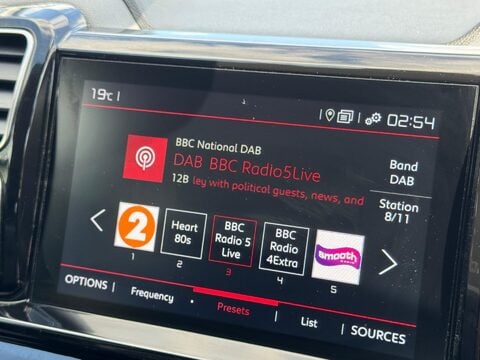 19°C
02:54
BBC National DAB
DAB BBC Radio5Live
12B ley with political guests, news, and
Band
DAB
Station
8/11
2
Heart
80s
BBC
Radio 5
Live
BBC
Radio
4Extra
smooth
RADIO
1
2
3
4
5
OPTIONS
Frequency
Presets
List
SOURCES